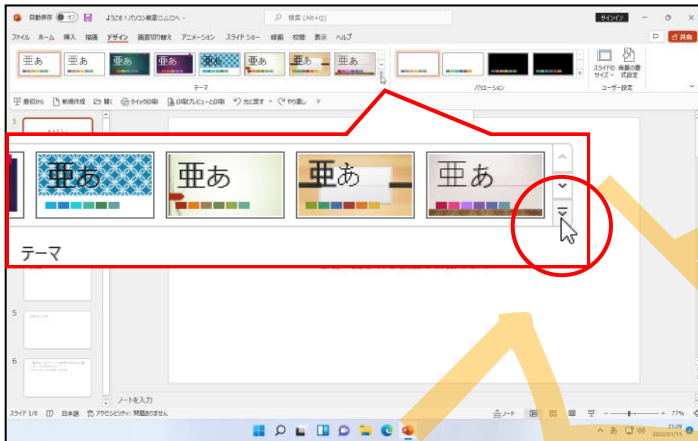 自動保存 オフ ようこそ!パソコン教室○△□へ - 検索 (Alt+Q) サインイン
ファイル ホーム 挿入 描画 デザイン 画面切り替え アニメーション スライド ショー 録画 校閲 表示 ヘルプ 共有
亜あ 亜あ 亜あ 亜あ 亜あ 亜あ 亜あ 亜あ
スライドの サイズ 背景の書 式設定
テーマ バリエーション ユーザー設定
最初から 新規作成 開く クイック印刷 印刷プレビューと印刷 元に戻す やり直し
1
亜あ 亜あ 亜あ 亜あ
テーマ
5
6
ノートを入力
スライド 1/6 日本語 アクセシビリティ: 問題ありません ノート 77%
あ 21:29
2022/01/15